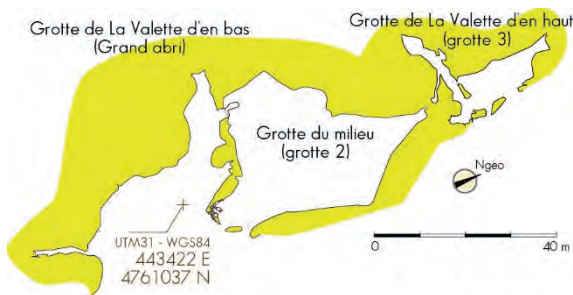 Grotte de La Valette d'en bas
(Grand abri)
Grotte de La Valette d'en haut
(grotte 3)
Grotte du milieu
(grotte 2)
Ngeo
UTM31 - WGS84
443422 E
4761037 N
0 40 m